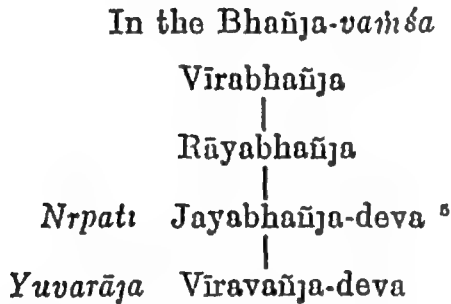 In the Bhañja-vaṁśa
Vīrabhañja
Rāyabhañja
Nṛpati Jayabhañja-deva ⁵
Yuvarāja Vīravañja-deva